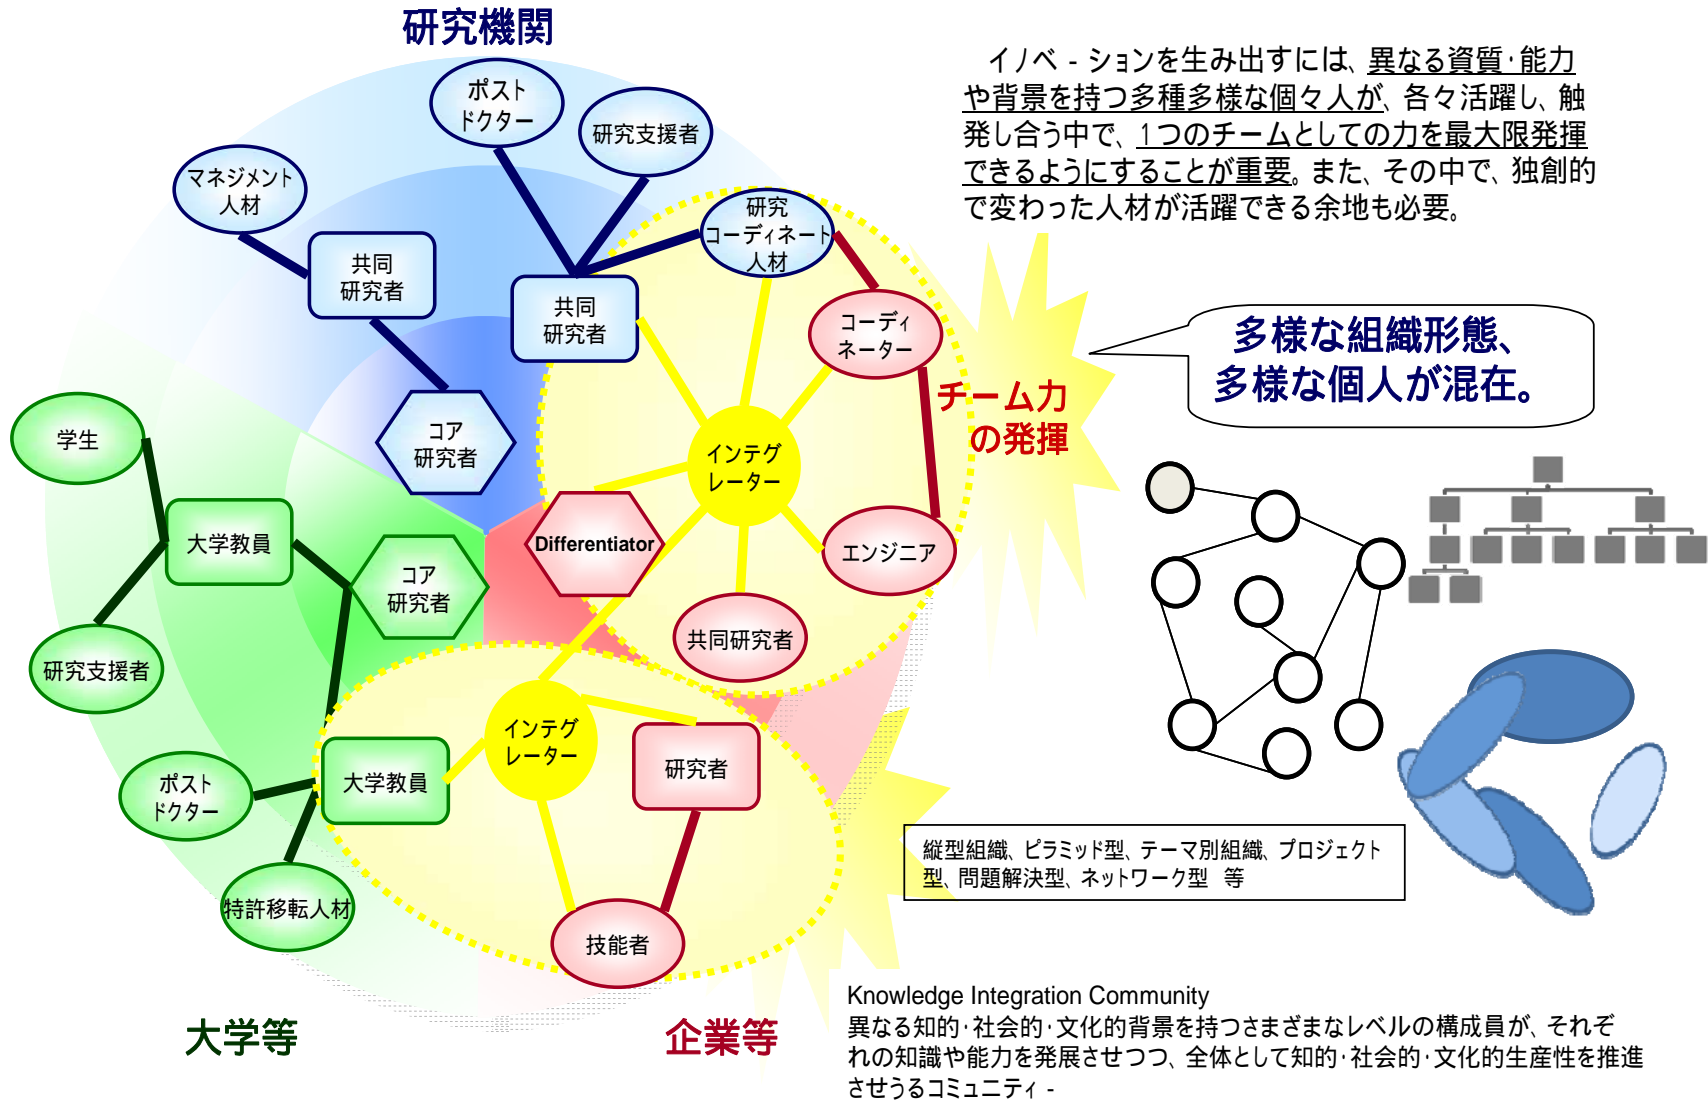 研究機関
イノベ - ションを生み出すには、異なる資質・能力
や背景を持つ多種多様な個々人が、各々活躍し、触
発し合う中で、1つのチームとしての力を最大限発揮
できるようにすることが重要。また、その中で、独創的
で変わった人材が活躍できる余地も必要。
ポスト
ドクター
研究支援者
マネジメント
人材
研究
コーディネート
人材
共同
研究者
共同
研究者
コーディ
ネーター
多様な組織形態、
多様な個人が混在。
チーム力
の発揮
コア
研究者
学生
インテグ
レーター
大学教員
Differentiator
エンジニア
コア
研究者
共同研究者
研究支援者
インテグ
レーター
研究者
大学教員
ポスト
ドクター
特許移転人材
技能者
縦型組織、ピラミッド型、テーマ別組織、プロジェクト
型、問題解決型、ネットワーク型 等
大学等
企業等
Knowledge Integration Community
異なる知的・社会的・文化的背景を持つさまざまなレベルの構成員が、それぞ
れの知識や能力を発展させつつ、全体として知的・社会的・文化的生産性を推進
させうるコミュニティ -